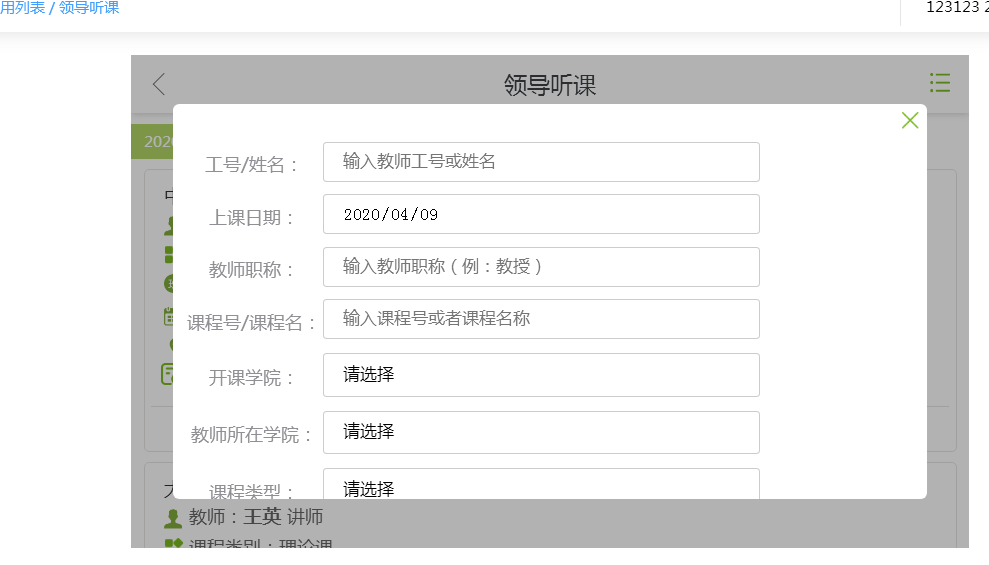 用列表 / 领导听课
123123 2
领导听课
2020
工号/姓名：
输入教师工号或姓名
上课日期：
2020/04/09
教师职称：
输入教师职称（例：教授）
课程号/课程名：
输入课程号或者课程名称
开课学院：
请选择
教师所在学院：
请选择
课程类型：
请选择
教师：王英 讲师
课程类别：理论课